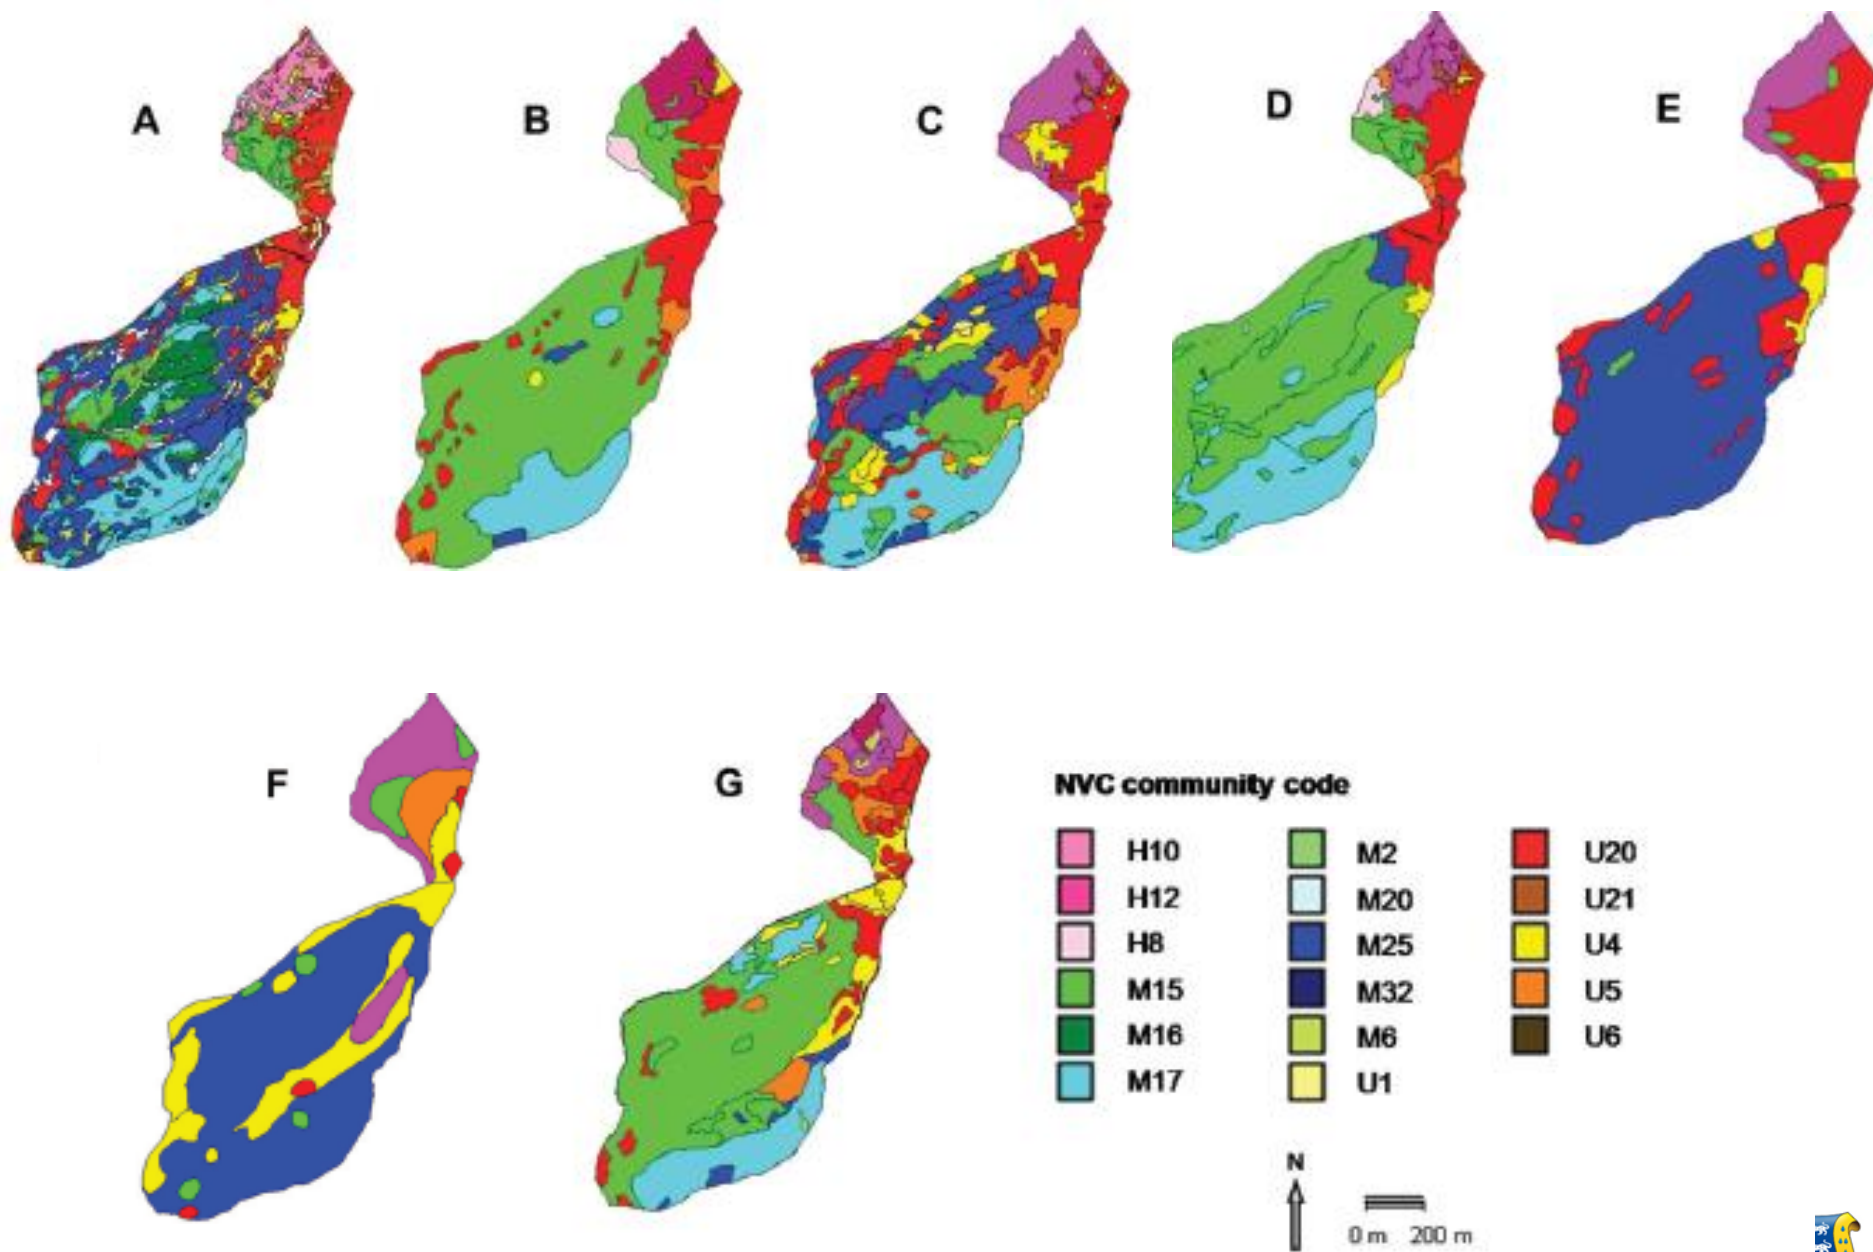 A B C D E
F G
NVC community code
H10 M2 U20
H12 M20 U21
H8 M25 U4
M15 M32 U5
M16 M6 U6
M17 U1
N
0 m 200 m